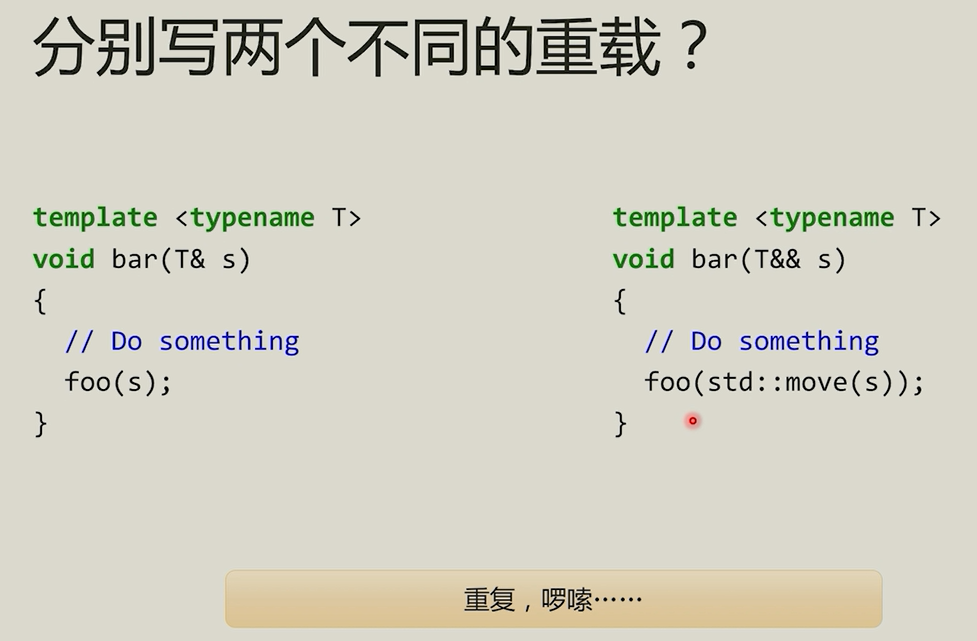 分别写两个不同的重载？
template <typename T>
void bar(T& s)
{
  // Do something
  foo(s);
}
template <typename T>
void bar(T&& s)
{
  // Do something
  foo(std::move(s));
}
重复，啰嗦……